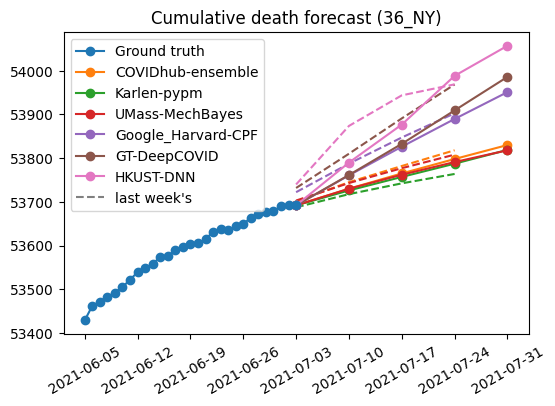 Cumulative death forecast (36_NY)
Ground truth
COVIDhub-ensemble
Karlen-pypm
UMass-MechBayes
Google_Harvard-CPF
GT-DeepCOVID
HKUST-DNN
last week's
54000
53900
53800
53700
53600
53500
53400
2021-06-05
2021-06-12
2021-06-19
2021-06-26
2021-07-03
2021-07-10
2021-07-17
2021-07-24
2021-07-31